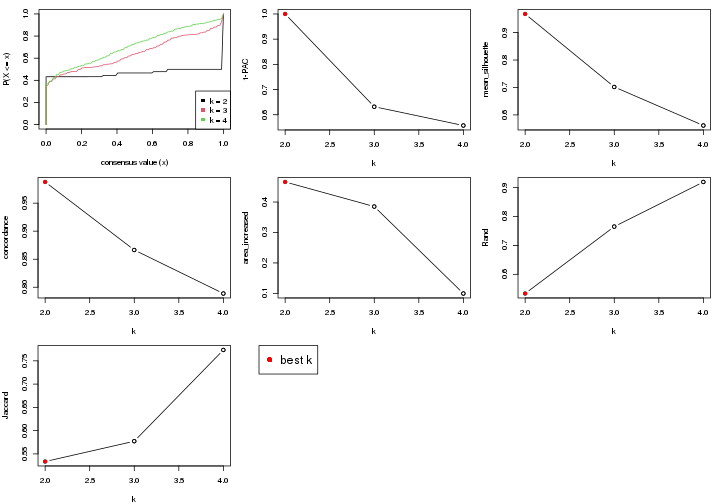 P(X <= x)
0.0 0.2 0.4 0.6 0.8 1.0
k = 2
k = 3
k = 4
0.0 0.2 0.4 0.6 0.8 1.0
consensus value (x)
1-PAC
0.6 0.7 0.8 0.9 1.0
2.0 2.5 3.0 3.5 4.0
k
mean_silhouette
0.6 0.7 0.8 0.9
2.0 2.5 3.0 3.5 4.0
k
concordance
0.80 0.85 0.90 0.95
2.0 2.5 3.0 3.5 4.0
k
area_increased
0.1 0.2 0.3 0.4
2.0 2.5 3.0 3.5 4.0
k
Rand
0.6 0.7 0.8 0.9
2.0 2.5 3.0 3.5 4.0
k
Jaccard
0.55 0.60 0.65 0.70 0.75
2.0 2.5 3.0 3.5 4.0
k
best k